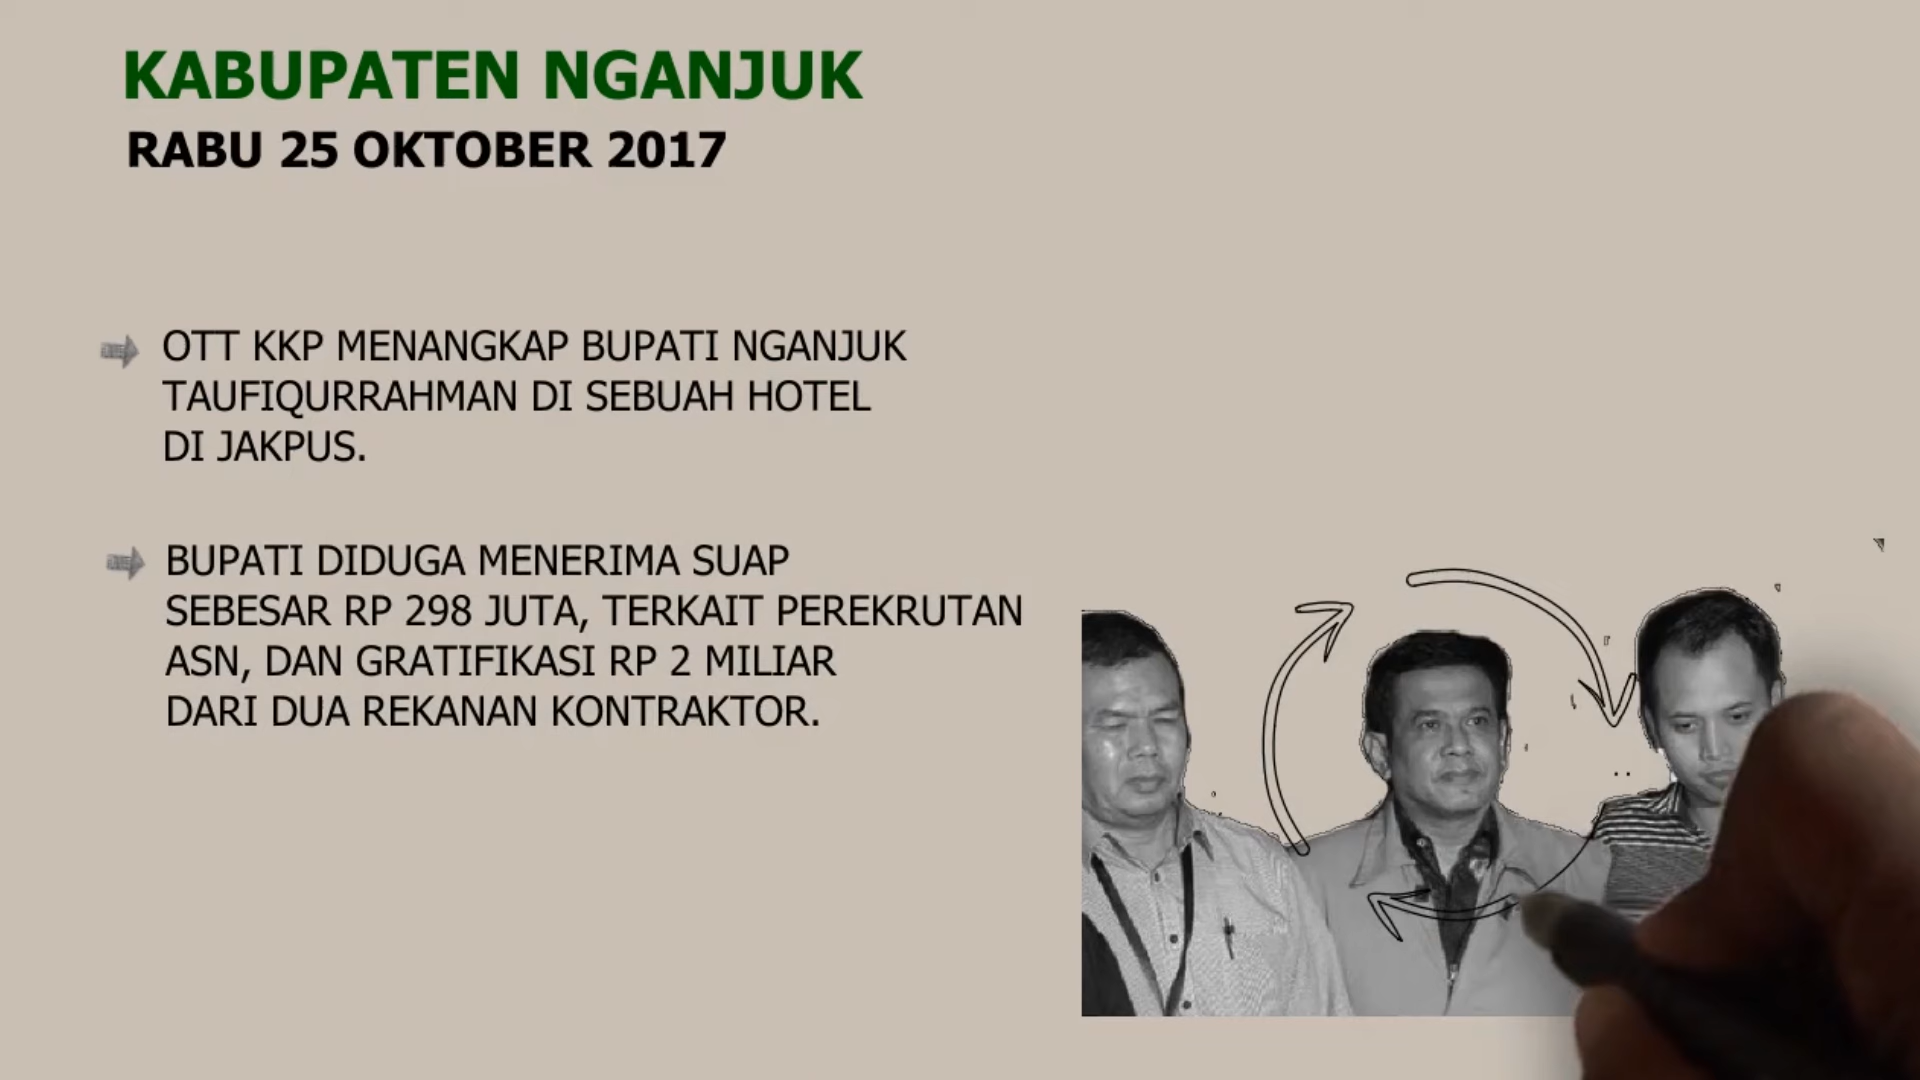 KABUPATEN NGANJUK
RABU 25 OKTOBER 2017
OTT KKP MENANGKAP BUPATI NGANJUK
TAUFIQURRAHMAN DI SEBUAH HOTEL
DI JAKPUS.
BUPATI DIDUGA MENERIMA SUAP
SEBESAR RP 298 JUTA, TERKAIT PEREKRUTAN
ASN, DAN GRATIFIKASI RP 2 MILIAR
DARI DUA REKANAN KONTRAKTOR.